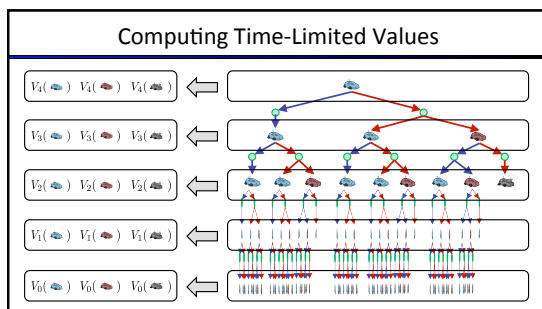 Computing Time-Limited Values
V4( ) V4( ) V4( )
V3( ) V3( ) V3( )
V2( ) V2( ) V2( )
V1( ) V1( ) V1( )
V0( ) V0( ) V0( )